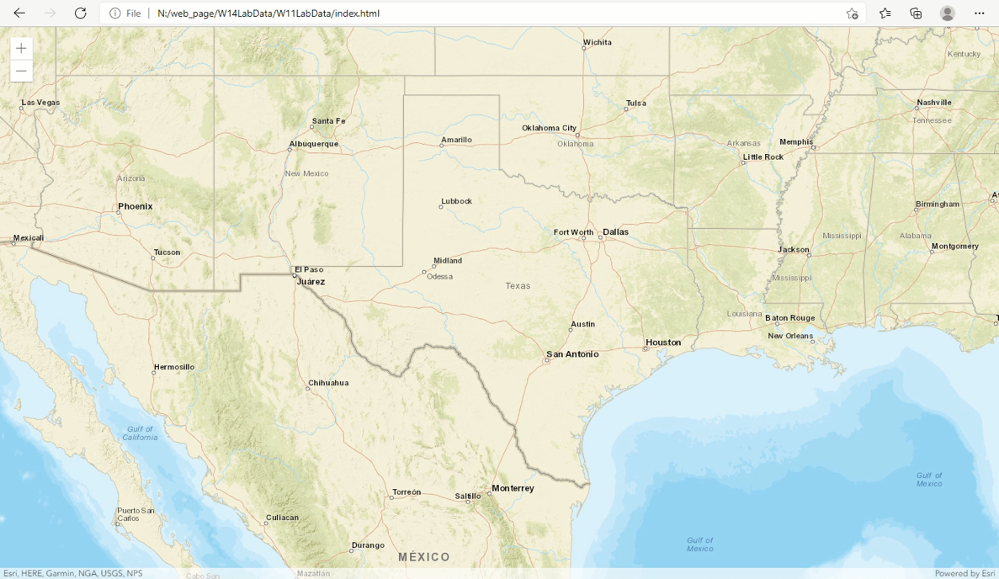 File
N:/web_page/W14LabData/W11LabData/index.html
Wichita
Kentucky
Las Vegas
Tulsa
Nashville
Santa Fe
Tennessee
Oklahoma City
Amarillo
Albuquerque
Oklahoma
Arkansas
Memphis
Little Rock
New Mexico
Arizona
Lubbock
Phoenix
Birmingham
Fort Worth
Dallas
Mexicali
Mississippi
Alabama
Tucson
Jackson
Montgomery
Midland
El Paso
Odessa
Juárez
Mississippi
Texas
Louisiana
Baton Rouge
Austin
New Orleans
Houston
San Antonio
Hermosillo
Chihuahua
Gulf of
California
Gulf of
Mexico
Monterrey
Torreón
Saltillo
Puerto San
Carlos
Culiacan
Gulf of
Mexico
Durango
MÉXICO
Esri, HERE, Garmin, NGA, USGS, NPS
Cabo San
Mazatlán
Powered by Esri